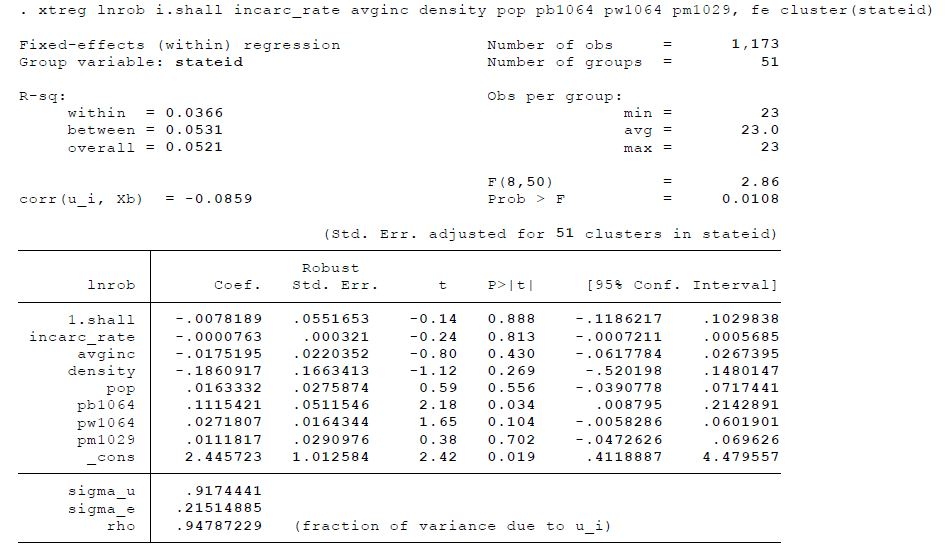 . xtreg lnrob i.shall incarc_rate avginc density pop pb1064 pw1064 pm1029, fe cluster(stateid)
Fixed-effects (within) regression Number of obs = 1,173
Group variable: stateid Number of groups = 51
R-sq: Obs per group:
within = 0.0366 min = 23
between = 0.0531 avg = 23.0
overall = 0.0521 max = 23
F(8,50) = 2.86
corr(u_i, Xb) = -0.0859 Prob > F = 0.0108
(Std. Err. adjusted for 51 clusters in stateid)
Robust
lnrob Coef. Std. Err. t P>|t| [95% Conf. Interval]
1.shall -.0078189 .0551653 -0.14 0.888 -.1186217 .1029838
incarc_rate -.0000763 .000321 -0.24 0.813 -.0007211 .0005685
avginc -.0175195 .0220352 -0.80 0.430 -.0617784 .0267395
density -.1860917 .1663413 -1.12 0.269 -.520198 .1480147
pop .0163332 .0275874 0.59 0.556 -.0390778 .0717441
pb1064 .1115421 .0511546 2.18 0.034 .008795 .2142891
pw1064 .0271807 .0164344 1.65 0.104 -.0058286 .0601901
pm1029 .0111817 .0290976 0.38 0.702 -.0472626 .069626
_cons 2.445723 1.012584 2.42 0.019 .4118887 4.479557
sigma_u .9174441
sigma_e .21514885
rho .94787229 (fraction of variance due to u_i)